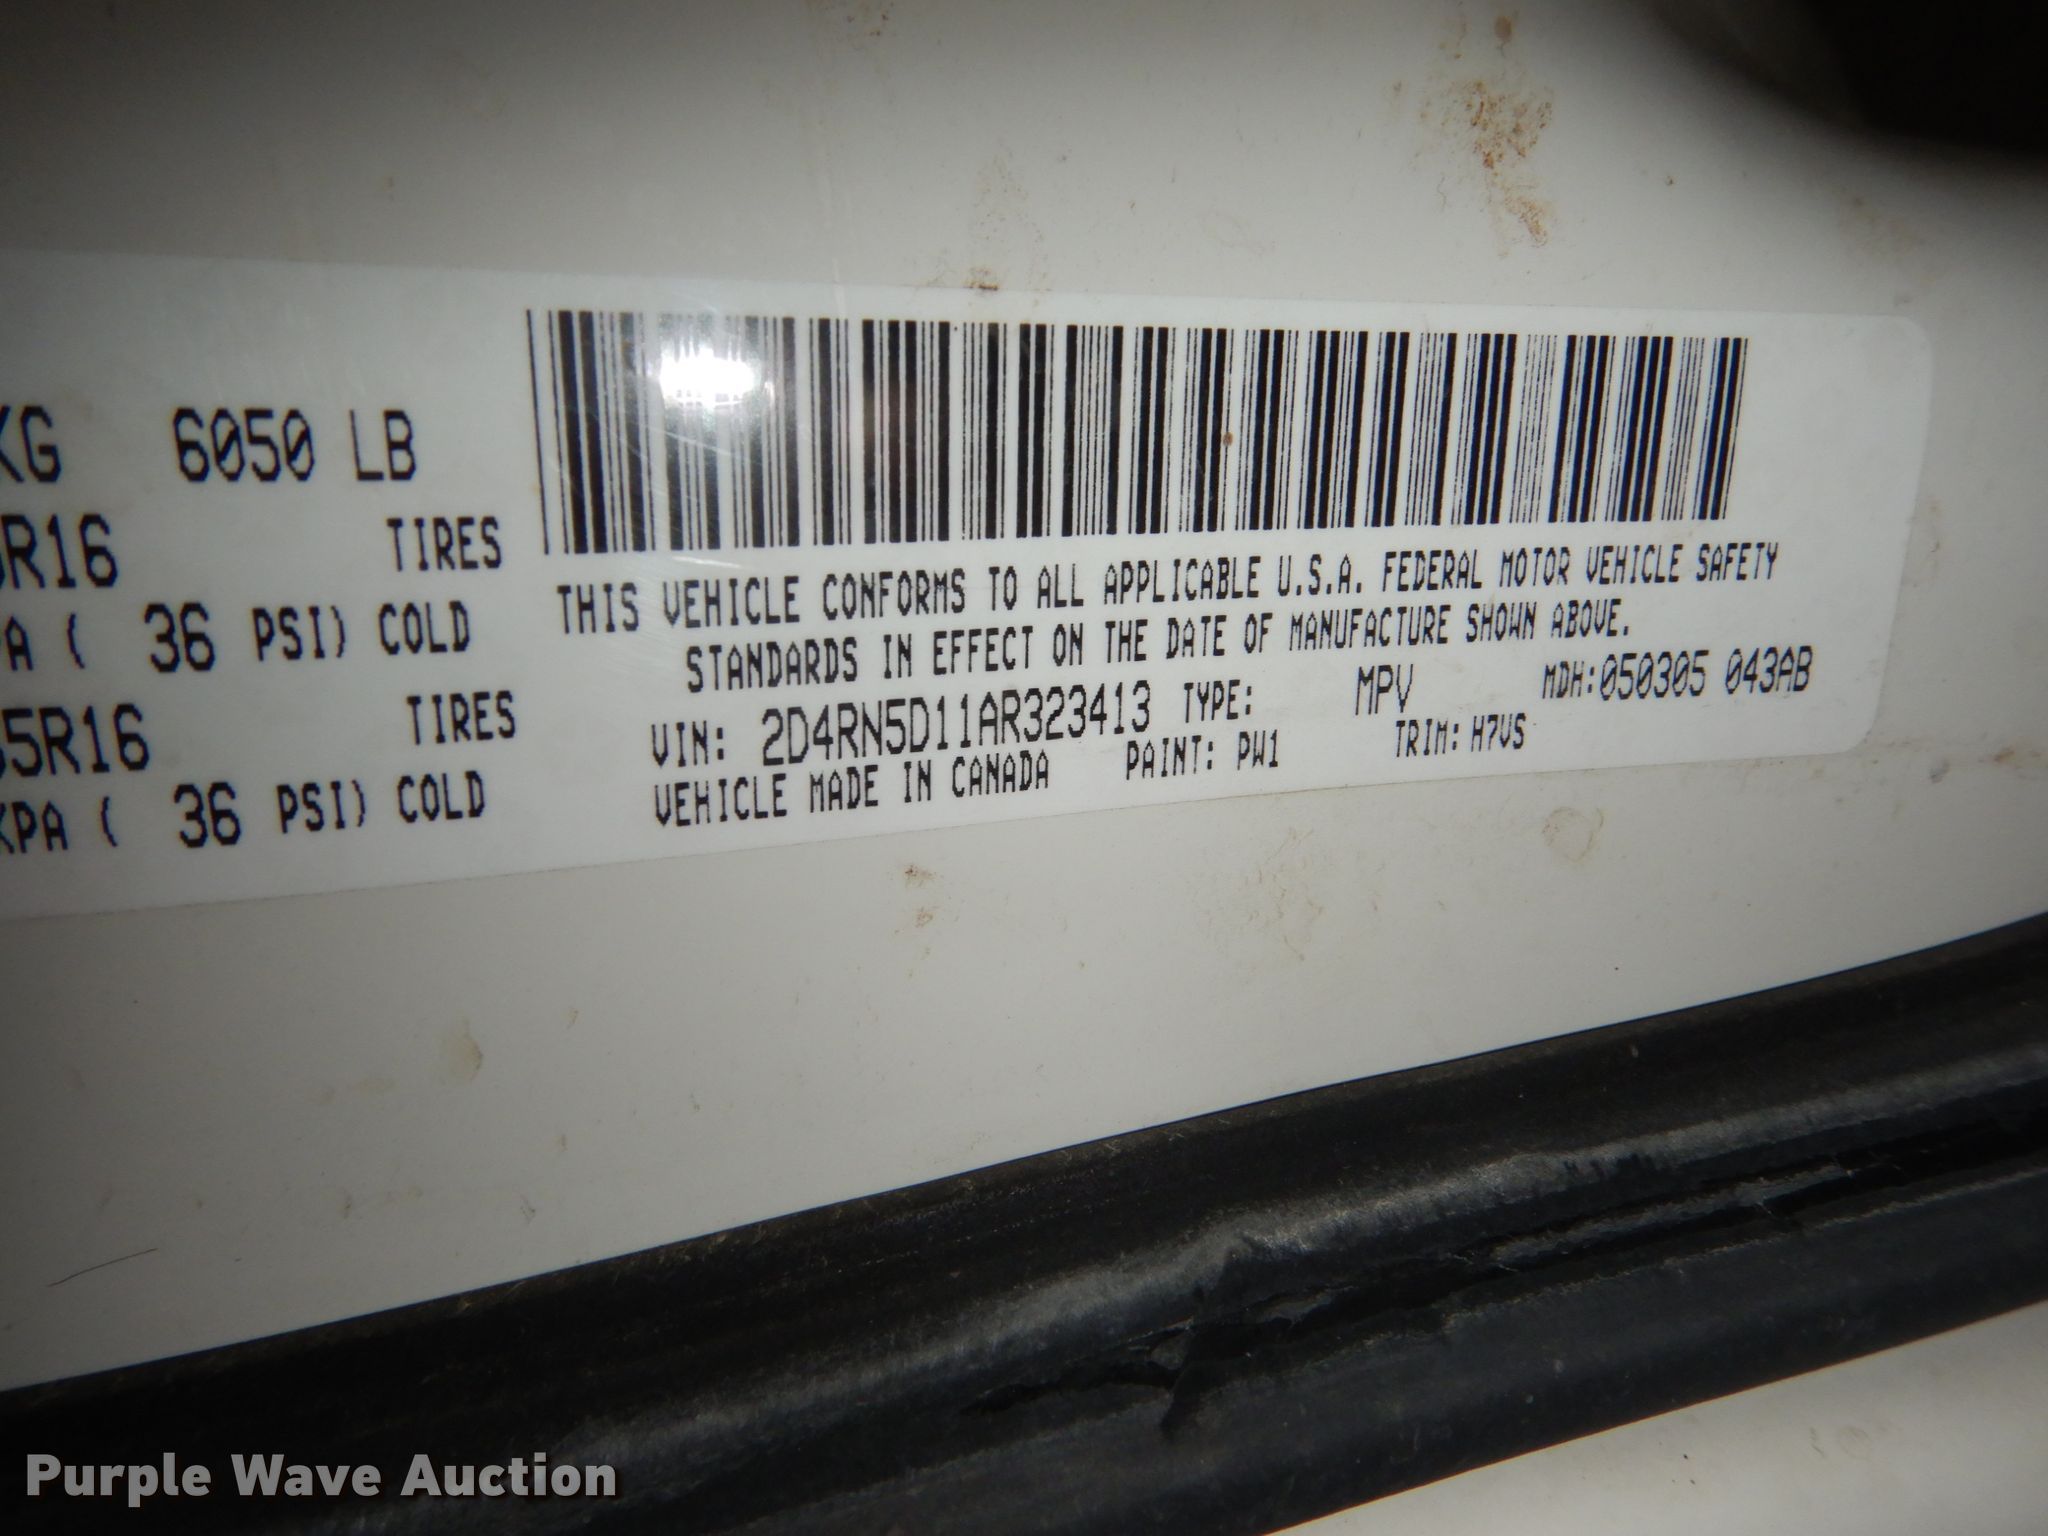 KG 6050 LB
R16 TIRES
PA ( 36 PSI) COLD
5R16 TIRES
KPA ( 36 PSI) COLD
THIS VEHICLE CONFORMS TO ALL APPLICABLE U.S.A. FEDERAL MOTOR VEHICLE SAFETY
STANDARDS IN EFFECT ON THE DATE OF MANUFACTURE SHOWN ABOVE.
VIN: 2D4RN5D11AR323413 TYPE: MPV MDH:050305 043AB
VEHICLE MADE IN CANADA PAINT: PW1 TRIM: H7VS
Purple Wave Auction